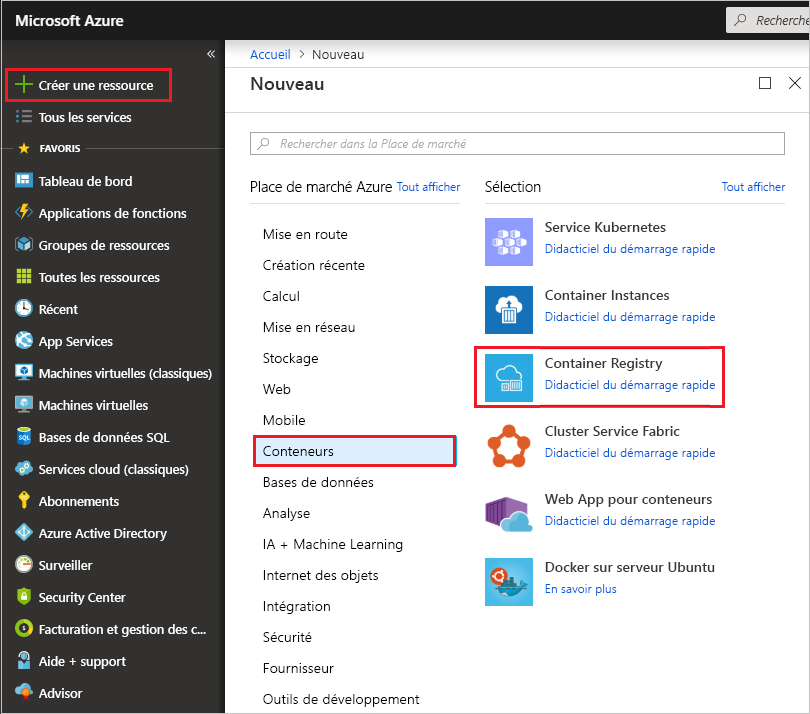 Microsoft Azure
Recherche
«
Créer une ressource
Tous les services
FAVORIS
Tableau de bord
Applications de fonctions
Groupes de ressources
Toutes les ressources
Récent
App Services
Machines virtuelles (classiques)
Machines virtuelles
Bases de données SQL
Services cloud (classiques)
Abonnements
Azure Active Directory
Surveiller
Security Center
Facturation et gestion des c...
Aide + support
Advisor
Accueil > Nouveau
Nouveau
Rechercher dans la Place de marché
Place de marché Azure Tout afficher
Mise en route
Création récente
Calcul
Mise en réseau
Stockage
Web
Mobile
Conteneurs
Bases de données
Analyse
IA + Machine Learning
Internet des objets
Intégration
Sécurité
Fournisseur
Outils de développement
Sélection Tout afficher
Service Kubernetes
Didacticiel du démarrage rapide
Container Instances
Didacticiel du démarrage rapide
Container Registry
Didacticiel du démarrage rapide
Cluster Service Fabric
Didacticiel du démarrage rapide
Web App pour conteneurs
Didacticiel du démarrage rapide
Docker sur serveur Ubuntu
En savoir plus